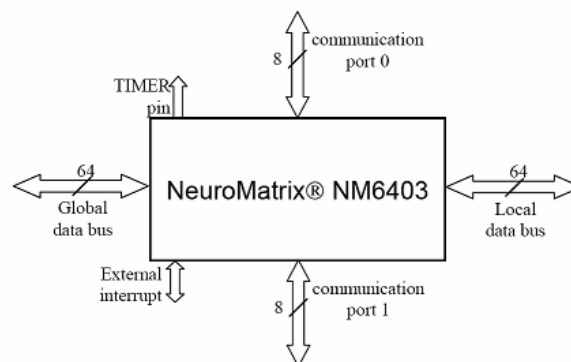 8
communication
port 0
TIMER
pin
64
Global
data bus
NeuroMatrix® NM6403
64
Local
data bus
External
interrupt
8
communication
port 1